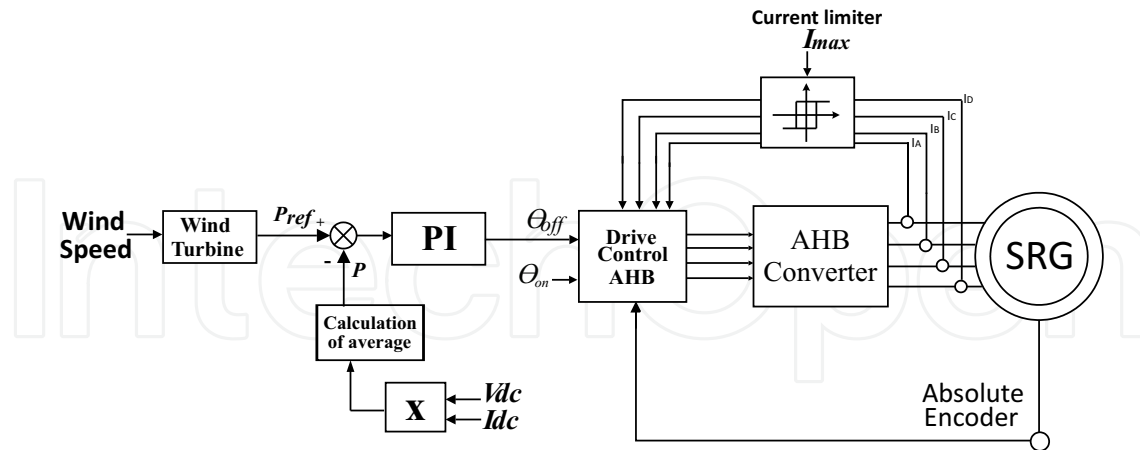 Current limiter
Imax
ID
IC
IB
IA
Wind
Speed
Wind
Turbine
Pref +
-
P
PI
Θoff
Θon
Drive
Control
AHB
AHB
Converter
SRG
Calculation
of average
X
Vdc
Idc
Absolute
Encoder
IntechOpen